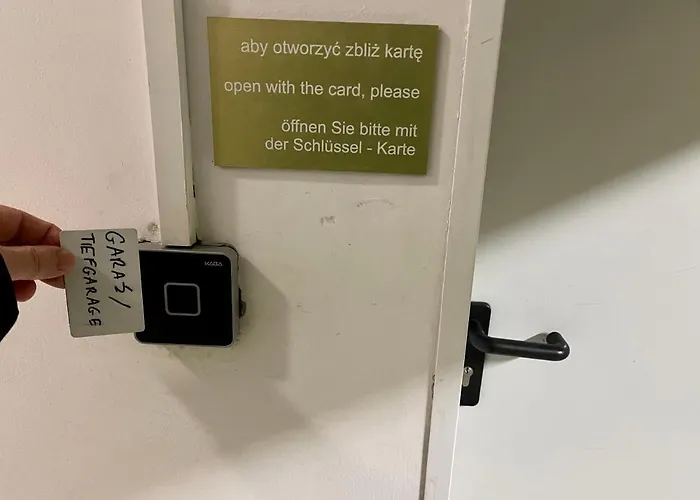 aby otworzyć zbliż kartę
open with the card, please
öffnen Sie bitte mit
der Schlüssel - Karte
GARAŻ/
TIEFGARAGE
KABA